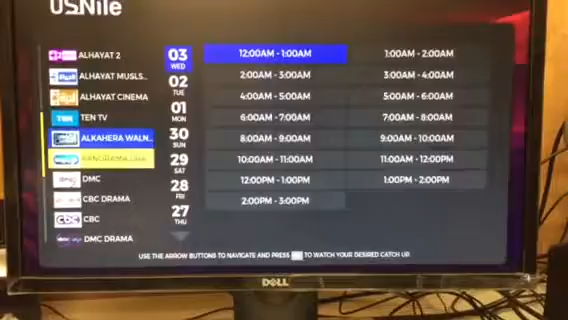 USNile
ALHAYAT 2
ALHAYAT MUSLS..
ALHAYAT CINEMA
TEN TV
ALKAHERA WALN..
DMC
CBC DRAMA
CBC
DMC DRAMA
03
WED
02
TUE
01
MON
30
SUN
29
SAT
28
FRI
27
THU
12:00AM - 1:00AM
1:00AM - 2:00AM
2:00AM - 3:00AM
3:00AM - 4:00AM
4:00AM - 5:00AM
5:00AM - 6:00AM
6:00AM - 7:00AM
7:00AM - 8:00AM
8:00AM - 9:00AM
9:00AM - 10:00AM
10:00AM - 11:00AM
11:00AM - 12:00PM
12:00PM - 1:00PM
1:00PM - 2:00PM
2:00PM - 3:00PM
USE THE ARROW BUTTONS TO NAVIGATE AND PRESS TO WATCH YOUR DESIRED CATCH UP.
DELL